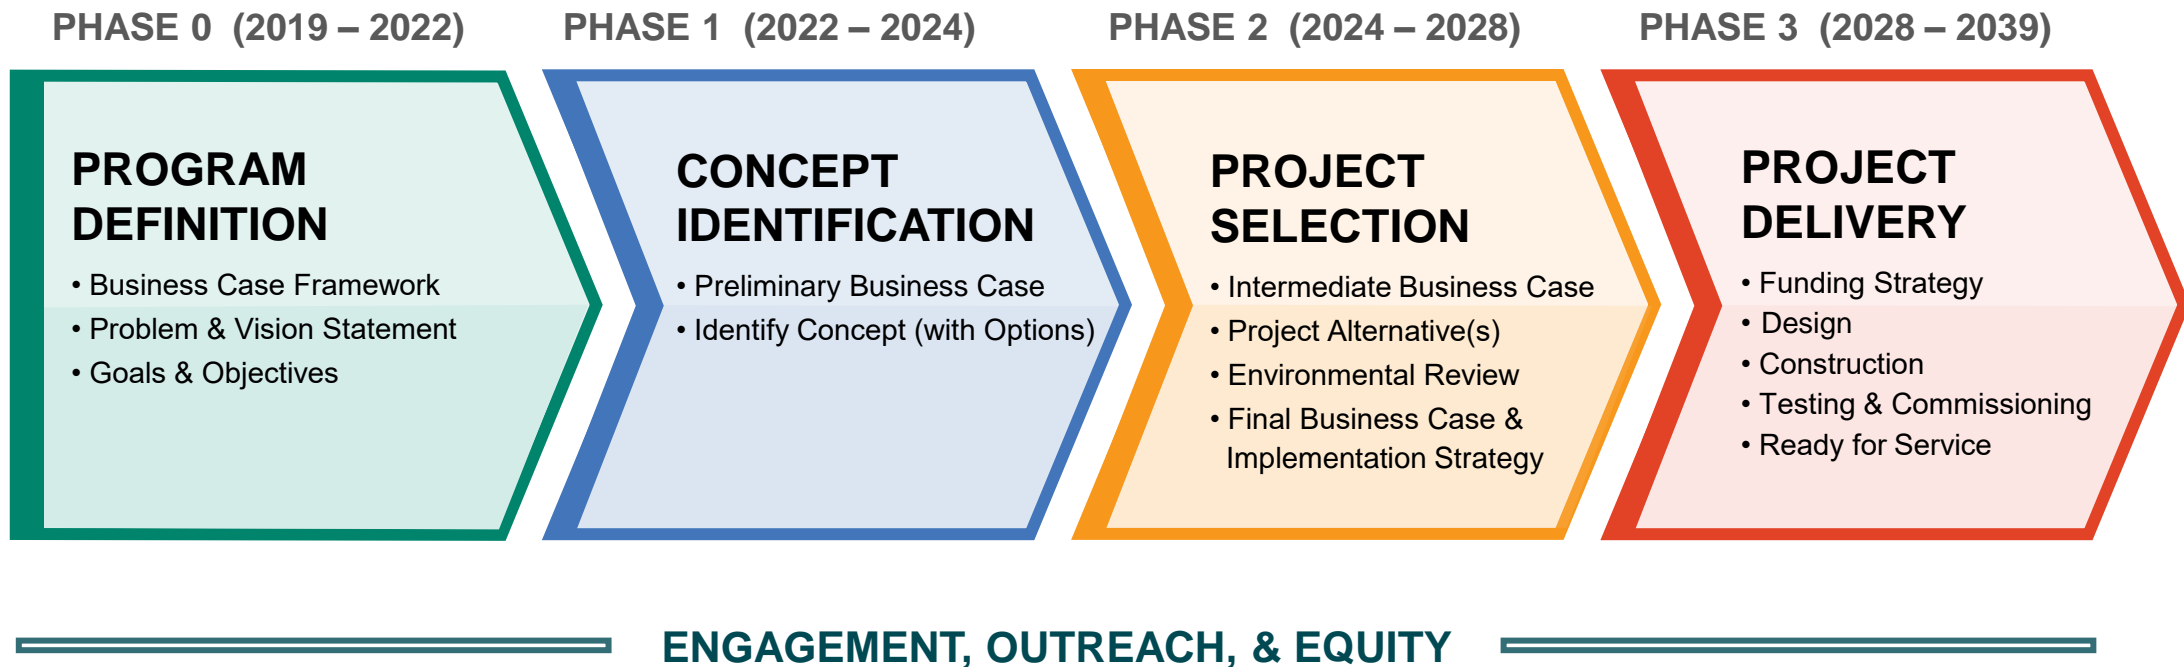 PHASE 0 (2019 – 2022)
PHASE 1 (2022 – 2024)
PHASE 2 (2024 – 2028)
PHASE 3 (2028 – 2039)
PROGRAM
DEFINITION
• Business Case Framework
• Problem & Vision Statement
• Goals & Objectives
CONCEPT
IDENTIFICATION
• Preliminary Business Case
• Identify Concept (with Options)
PROJECT
SELECTION
• Intermediate Business Case
• Project Alternative(s)
• Environmental Review
• Final Business Case &
Implementation Strategy
PROJECT
DELIVERY
• Funding Strategy
• Design
• Construction
• Testing & Commissioning
• Ready for Service
ENGAGEMENT, OUTREACH, & EQUITY